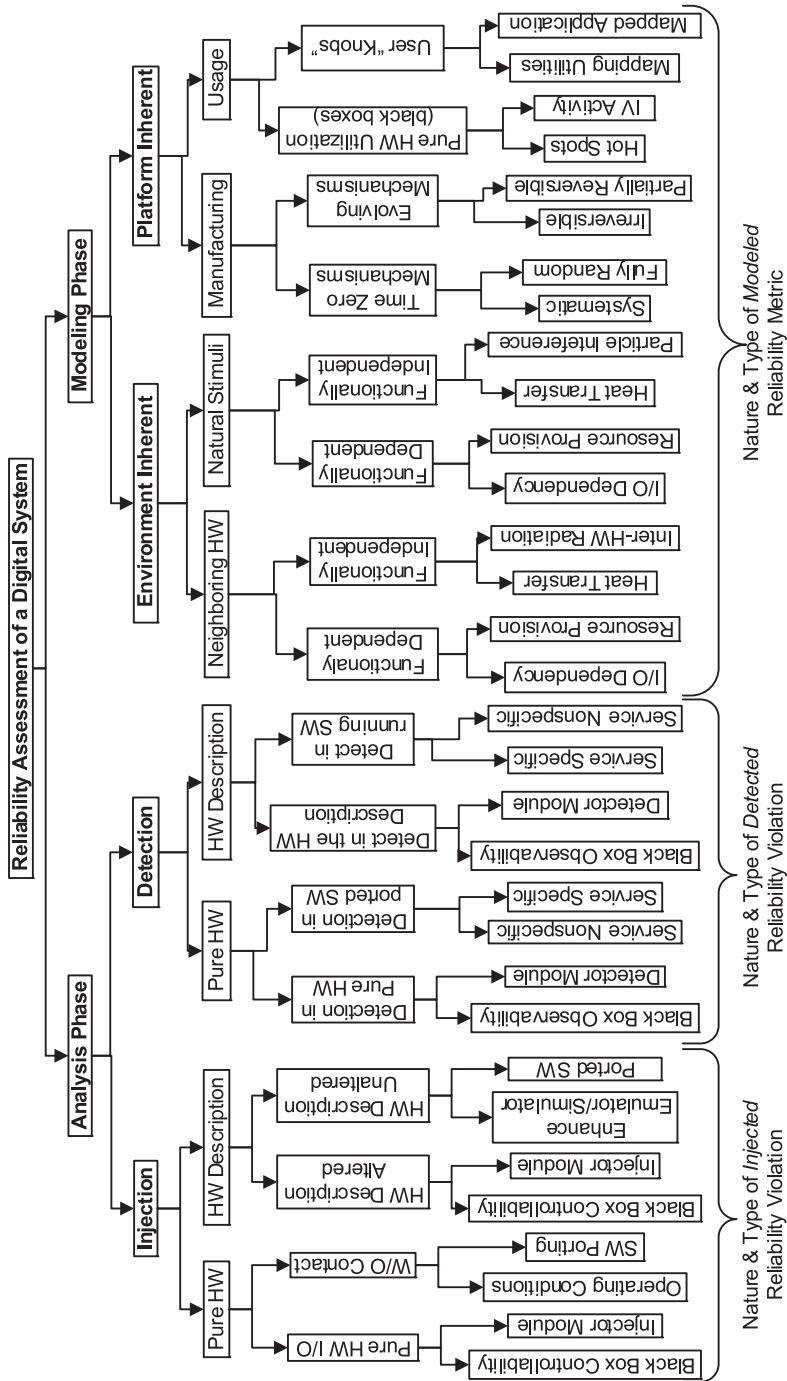 Reliability Assessment of a Digital System
Analysis Phase
Modeling Phase
Injection
Detection
Environment Inherent
Platform Inherent
Pure HW
HW Description
Pure HW
HW Description
Neighboring HW
Natural Stimuli
Manufacturing
Usage
Pure HW I/O
W/O Contact
HW Description
Altered
HW Description
Unaltered
Detection in
Pure HW
Detection in
ported SW
Detect in the HW
Description
Detect in
running SW
Functionaly
Dependent
Functionally
Independent
Functionally
Dependent
Functionally
Independent
Time Zero
Mechanisms
Evolving
Mechanisms
Pure HW Utilization
(black boxes)
User“Knobs”
Black Box Controllability
Injector Module
Operating Conditions
SW Porting
Black Box Controllability
Injector Module
Enhance
Emulator/Simulator
Ported SW
Black Box Observability
Detector Module
Service Nonspecific
Service Specific
Black Box Observability
Detector Module
Service Specific
Service Nonspecific
I/O Dependency
Resource Provision
Heat Transfer
Inter-HW Radiation
I/O Dependency
Resource Provision
Heat Transfer
Particle Inteference
Systematic
Fully Random
Irreversible
Partially Reversible
Hot Spots
IV Activity
Mapping Utilities
Mapped Application
Nature & Type of Injected
Reliability Violation
Nature & Type of Detected
Reliability Violation
Nature & Type of Modeled
Reliability Metric